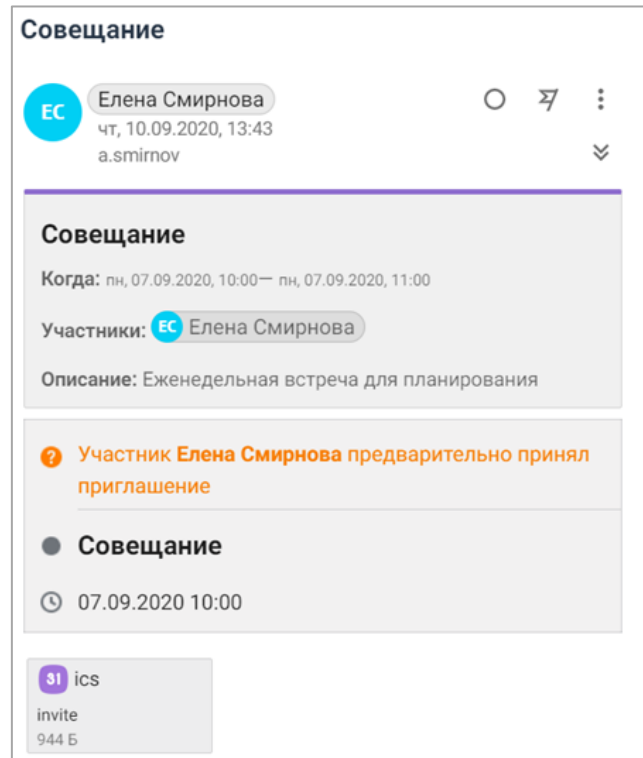 Совещание
ЕС Елена Смирнова
чт, 10.09.2020, 13:43
a.smirnov
Совещание
Когда: пн, 07.09.2020, 10:00— пн, 07.09.2020, 11:00
Участники: ЕС Елена Смирнова
Описание: Еженедельная встреча для планирования
? Участник Елена Смирнова предварительно принял
приглашение
Совещание
07.09.2020 10:00
31 ics
invite
944 Б